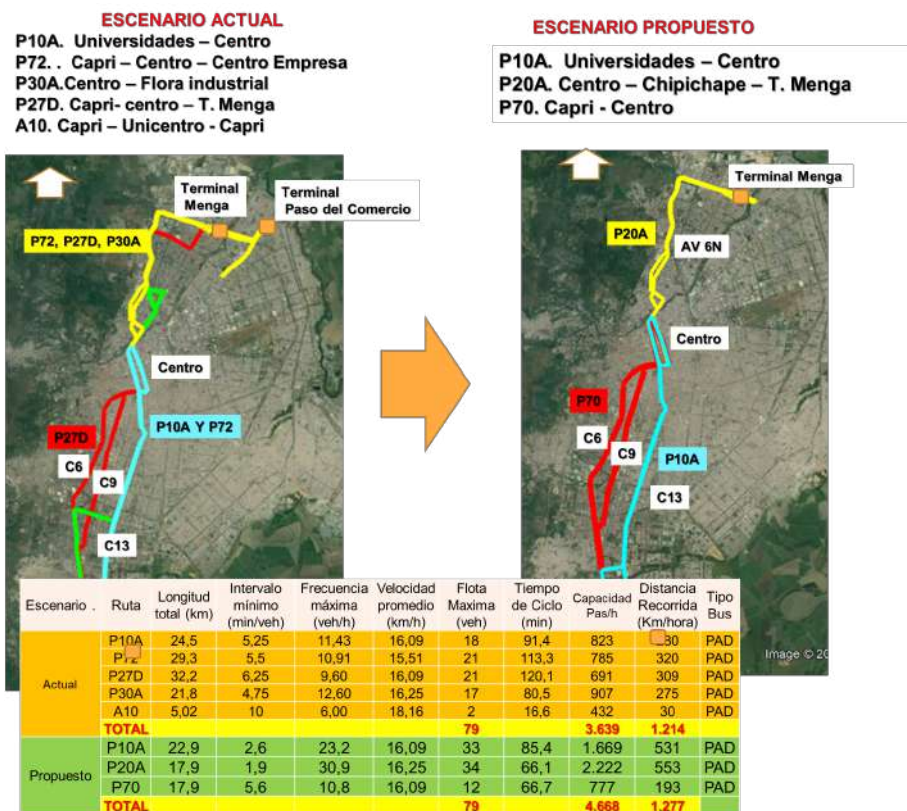 ESCENARIO ACTUAL
P10A. Universidades – Centro
P72. . Capri – Centro – Centro Empresa
P30A.Centro – Flora industrial
P27D. Capri- centro – T. Menga
A10. Capri – Unicentro - Capri
ESCENARIO PROPUESTO
P10A. Universidades – Centro
P20A. Centro – Chipichape – T. Menga
P70. Capri - Centro
Terminal
Menga
Terminal
Paso del Comercio
P72, P27D, P30A
Centro
P27D
P10A Y P72
C6
C9
C13
Terminal Menga
P20A
AV 6N
Centro
P70
C6
C9
P10A
C13
Image © 20
Escenario . Ruta Longitud total (km) Intervalo mínimo (min/veh) Frecuencia máxima (veh/h) Velocidad promedio (km/h) Flota Maxima (veh) Tiempo de Ciclo (min) Capacidad Pas/h Distancia Recorrida (Km/hora) Tipo Bus
Actual
P10A 24,5 5,25 11,43 16,09 18 91,4 823 PAD
P72 29,3 5,5 10,91 15,51 21 113,3 785 320 PAD
P27D 32,2 6,25 9,60 16,09 21 120,1 691 309 PAD
P30A 21,8 4,75 12,60 16,25 17 80,5 907 275 PAD
A10 5,02 10 6,00 18,16 2 16,6 432 30 PAD
TOTAL 79 3.639 1.214
Propuesto
P10A 22,9 2,6 23,2 16,09 33 85,4 1.669 531 PAD
P20A 17,9 1,9 30,9 16,25 34 66,1 2.222 553 PAD
P70 17,9 5,6 10,8 16,09 12 66,7 777 193 PAD
TOTAL 79 4.668 1.277